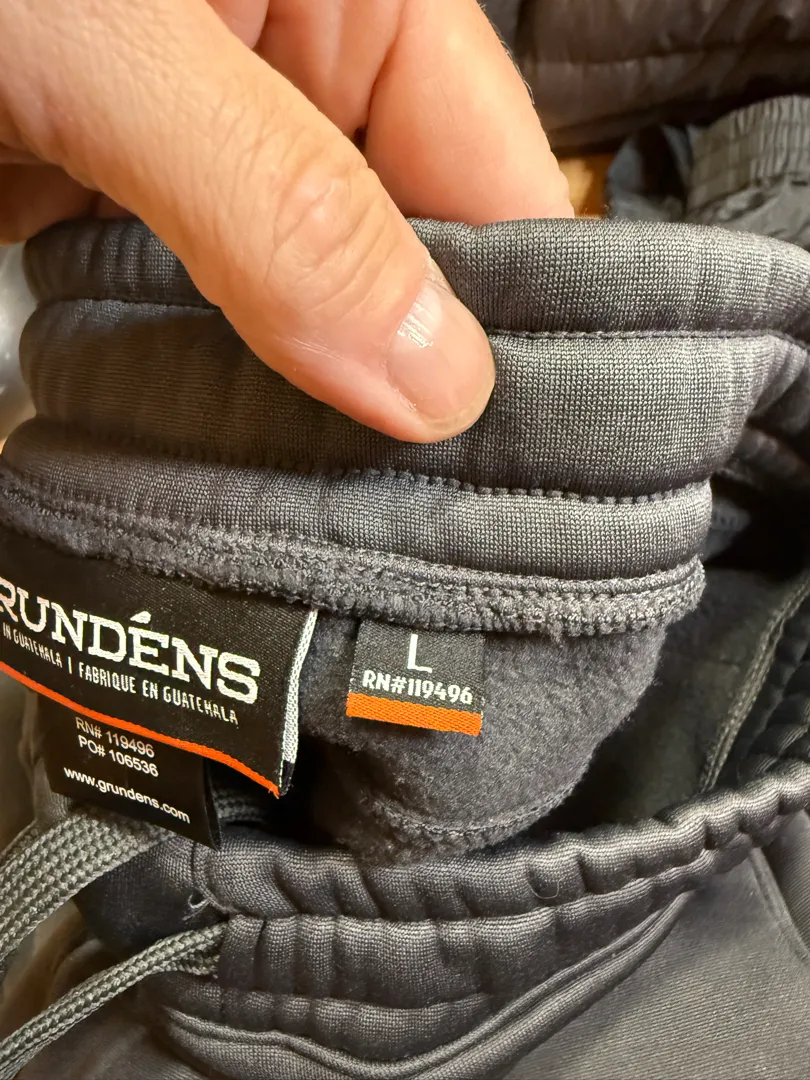 RUNDÉNS
IN GUATEMALA | FABRIQUE EN GUATEMALA
RN# 119496
PO# 106536
www.grundens.com
L
RN#119496